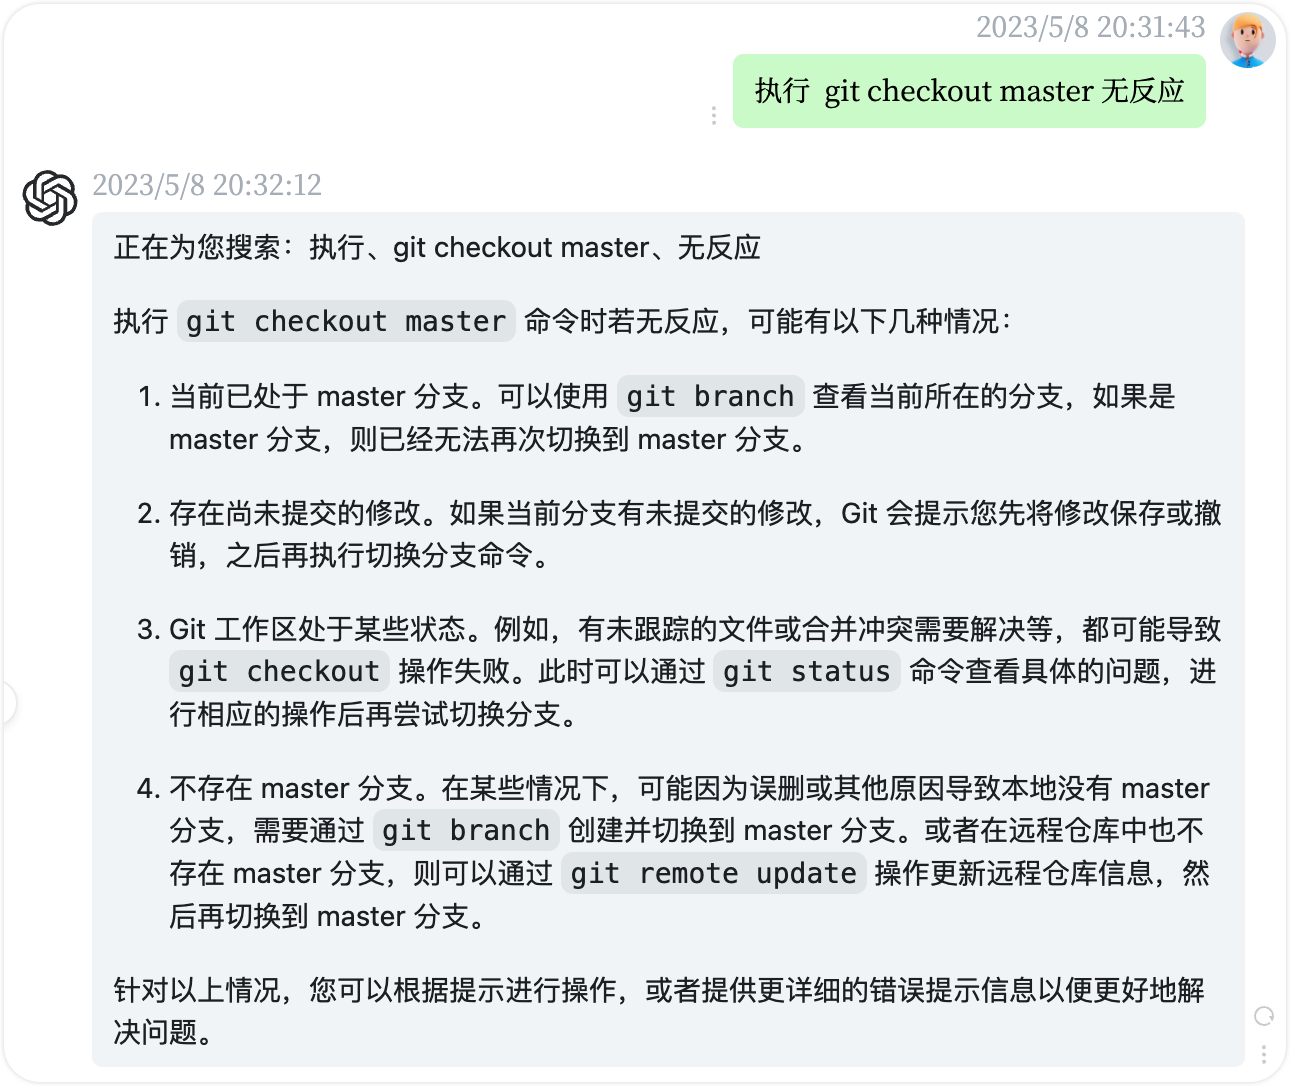 2023/5/8 20:31:43
执行 git checkout master 无反应
2023/5/8 20:32:12
正在为您搜索：执行、git checkout master、无反应
执行 git checkout master 命令时若无反应，可能有以下几种情况：
1. 当前已处于 master 分支。可以使用 git branch 查看当前所在的分支，如果是
master 分支，则已经无法再次切换到 master 分支。
2. 存在尚未提交的修改。如果当前分支有未提交的修改，Git 会提示您先将修改保存或撤
销，之后再执行切换分支命令。
3. Git 工作区处于某些状态。例如，有未跟踪的文件或合并冲突需要解决等，都可能导致
git checkout 操作失败。此时可以通过 git status 命令查看具体的问题，进
行相应的操作后再尝试切换分支。
4. 不存在 master 分支。在某些情况下，可能因为误删或其他原因导致本地没有 master
分支，需要通过 git branch 创建并切换到 master 分支。或者在远程仓库中也不
存在 master 分支，则可以通过 git remote update 操作更新远程仓库信息，然
后再切换到 master 分支。
针对以上情况，您可以根据提示进行操作，或者提供更详细的错误提示信息以便更好地解
决问题。